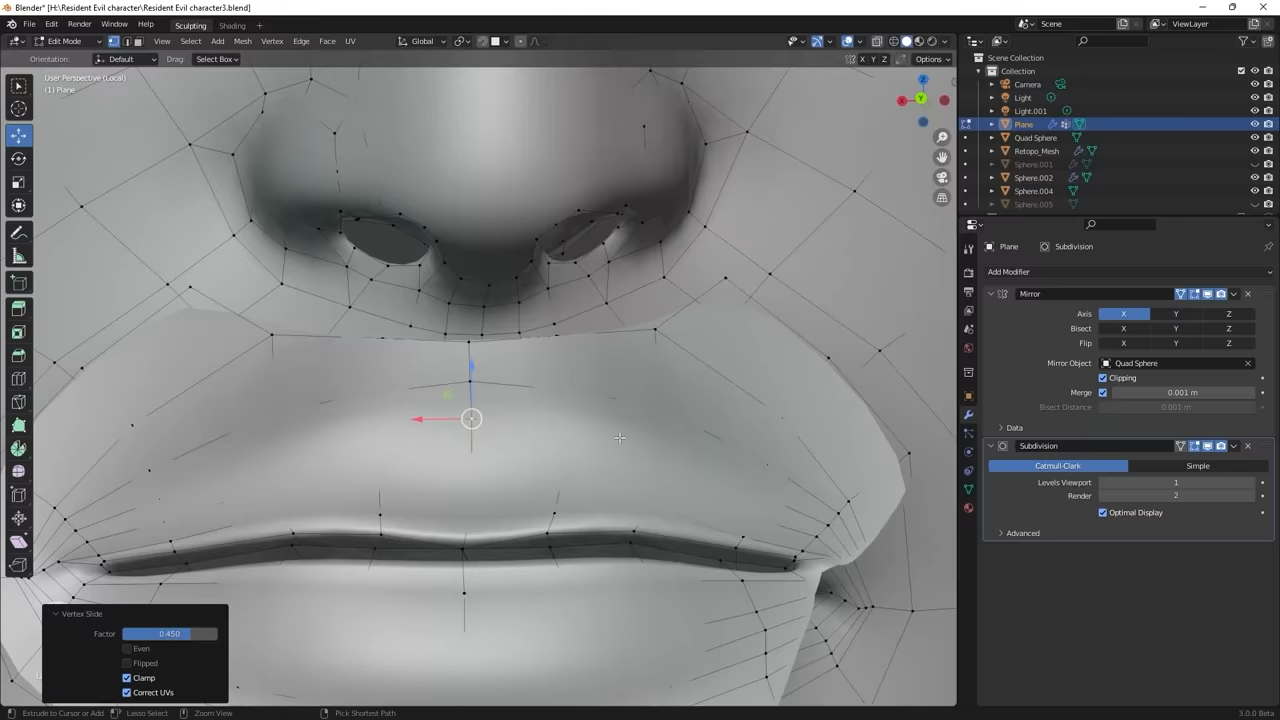 Blender* [H:\Resident Evil character\Resident Evil character3.blend]
File Edit Render Window Help Sculpting Shading + Scene ViewLayer
Edit Mode View Select Add Mesh Vertex Edge Face UV Global
Orientation: Default Drag: Select Box X Y Z Options
User Perspective (Local)
(1) Plane
Z
Y
X
Scene Collection
Collection
Camera
Light
Light.001
Plane
Quad Sphere
Retopo_Mesh
Sphere.001
Sphere.002
Sphere.004
Sphere.005
Plane Subdivision
Add Modifier
Mirror
Axis X Y Z
Bisect X Y Z
Flip X Y Z
Mirror Object Quad Sphere
Clipping
Merge 0.001 m
Bisect Distance 0.001 m
Data
Subdivision
Catmull-Clark Simple
Levels Viewport 1
Render 2
Optimal Display
Advanced
Vertex Slide
Factor 0.450
Even
Flipped
Clamp
Correct UVs
Extrude to Cursor or Add Lasso Select Zoom View Pick Shortest Path 3.0.0 Beta